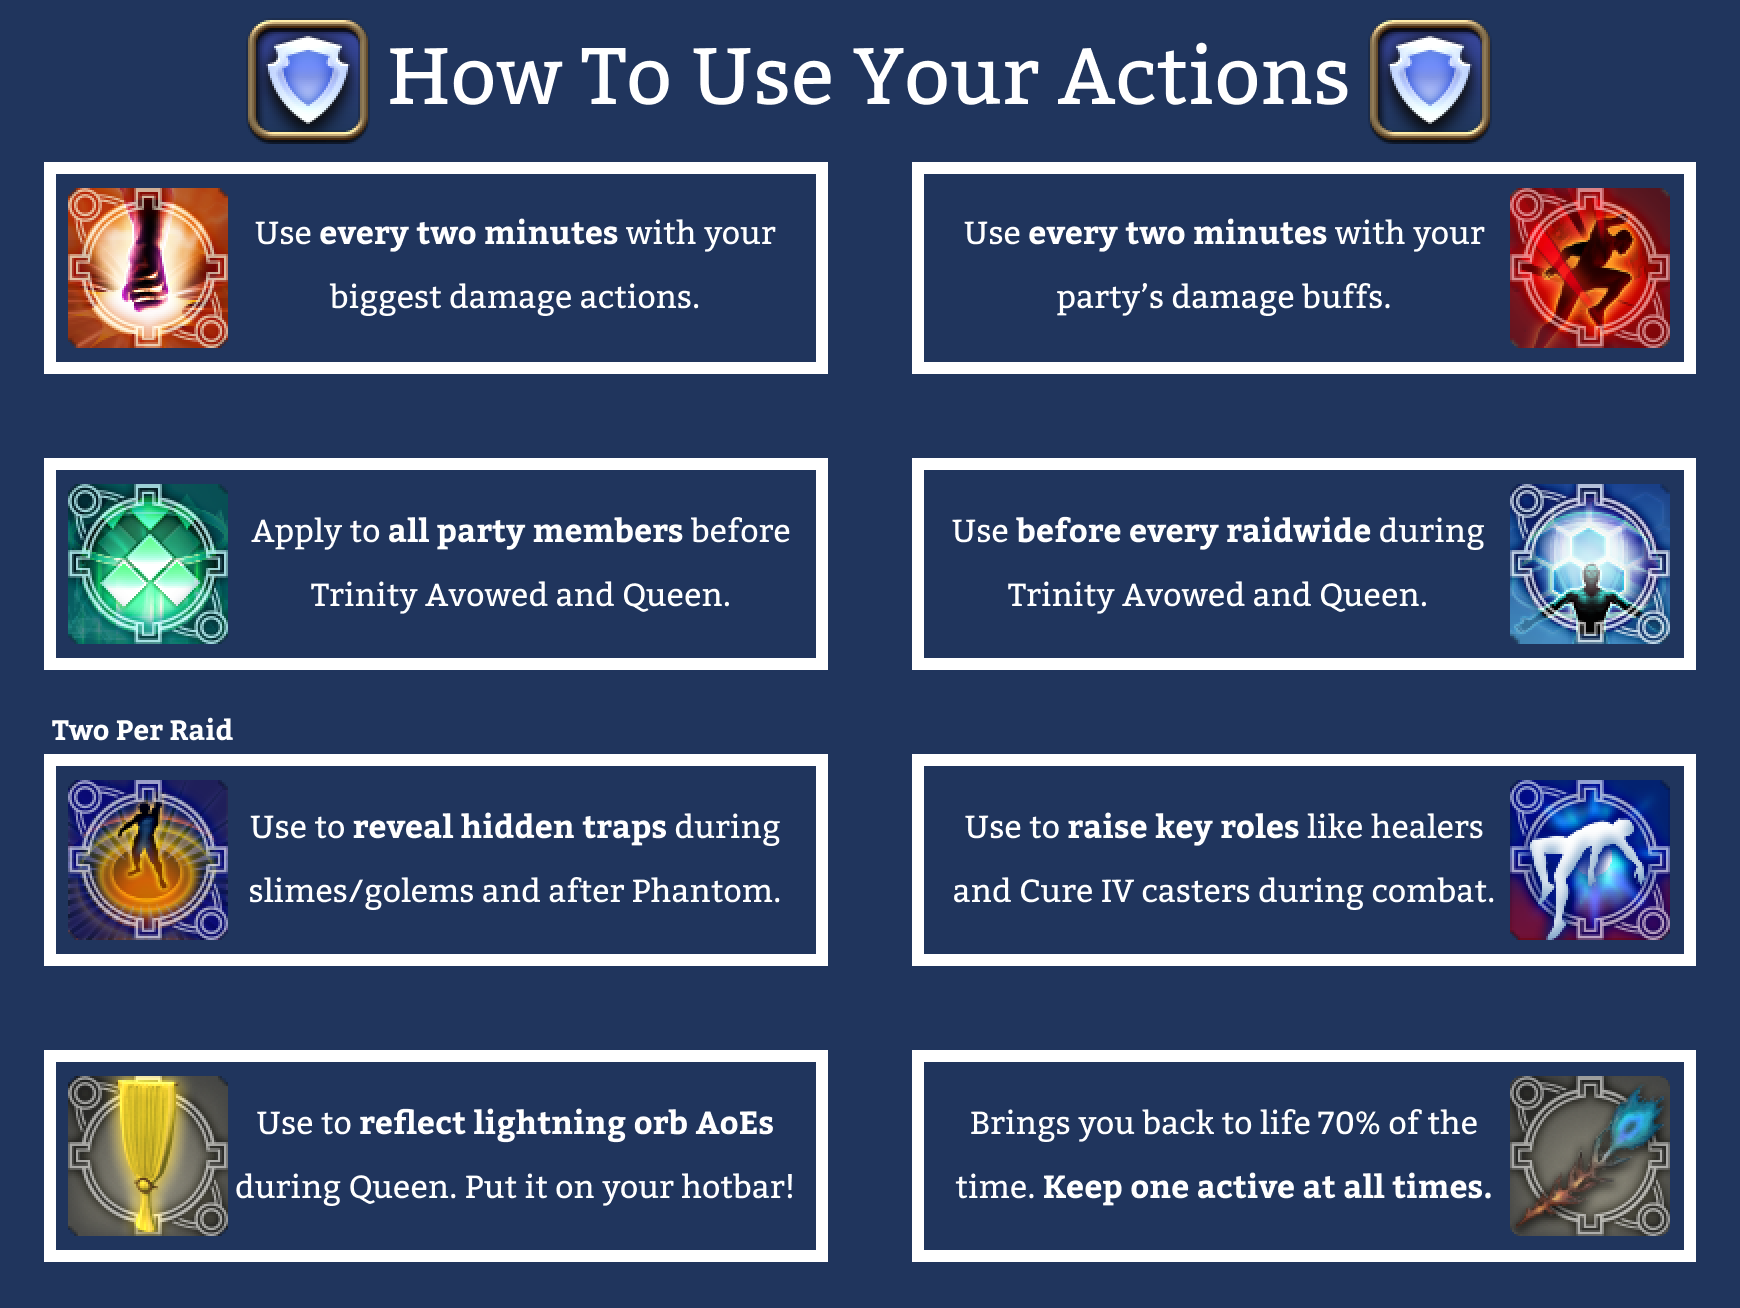 How To Use Your Actions
Use every two minutes with your
biggest damage actions.
Use every two minutes with your
party’s damage buffs.
Apply to all party members before
Trinity Avowed and Queen.
Use before every raidwide during
Trinity Avowed and Queen.
Two Per Raid
Use to reveal hidden traps during
slimes/golems and after Phantom.
Use to raise key roles like healers
and Cure IV casters during combat.
Use to reflect lightning orb AoEs
during Queen. Put it on your hotbar!
Brings you back to life 70% of the
time. Keep one active at all times.